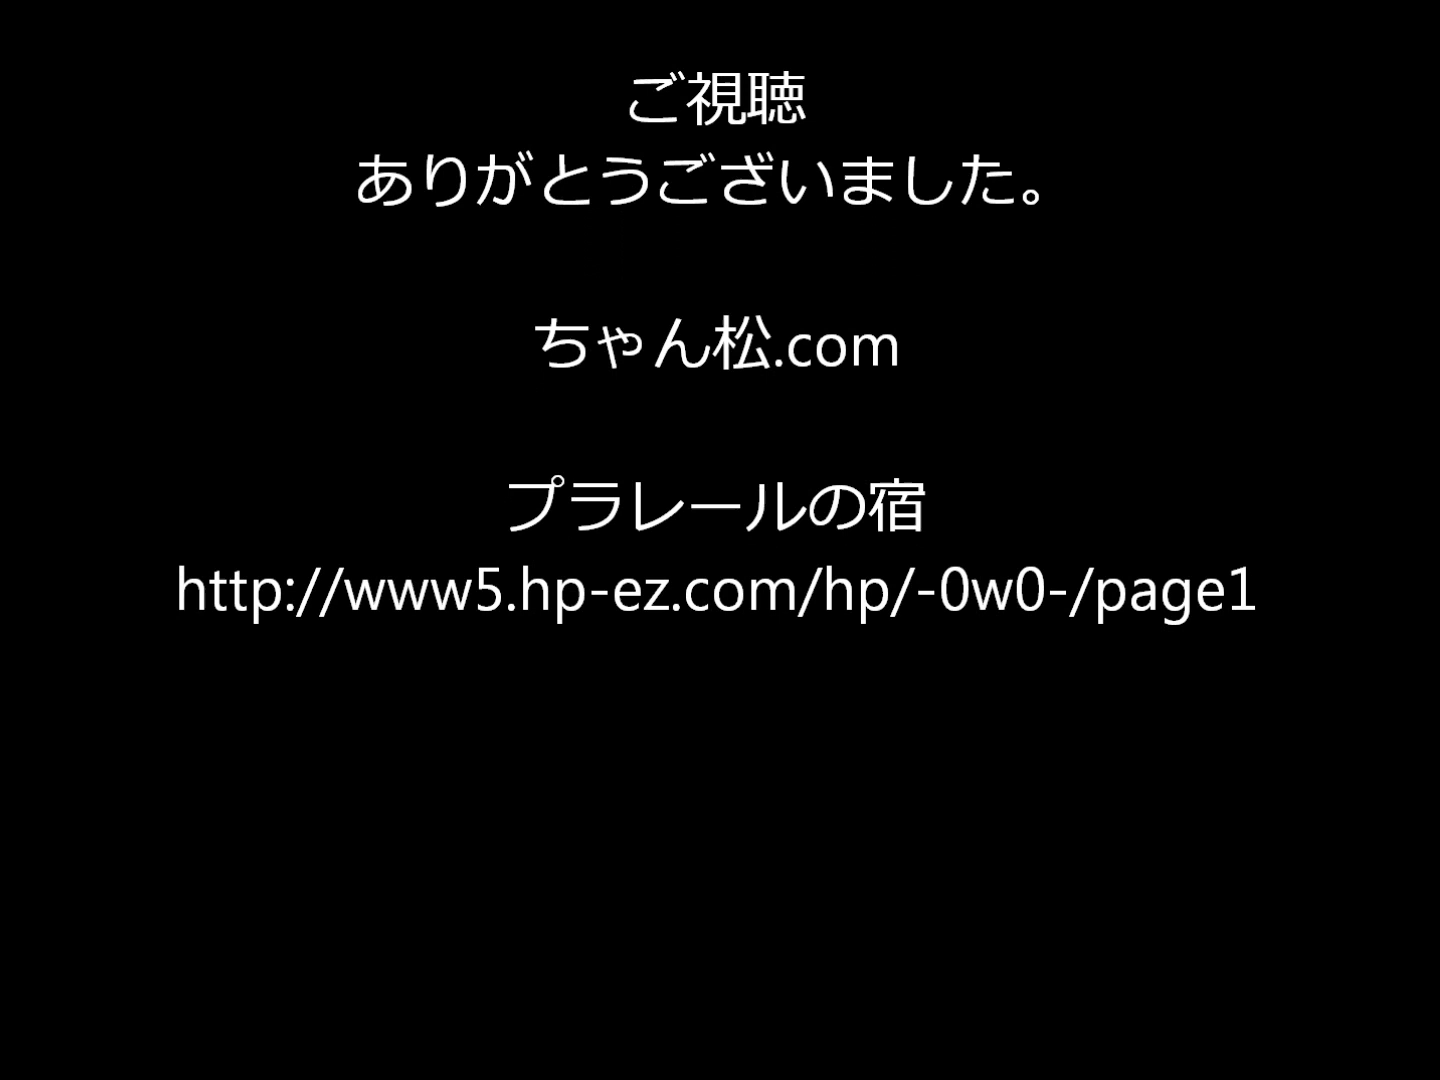 ご視聴
ありがとうございました。
ちゃん松.com
プラレールの宿
http://www5.hp-ez.com/hp/-0w0-/page1